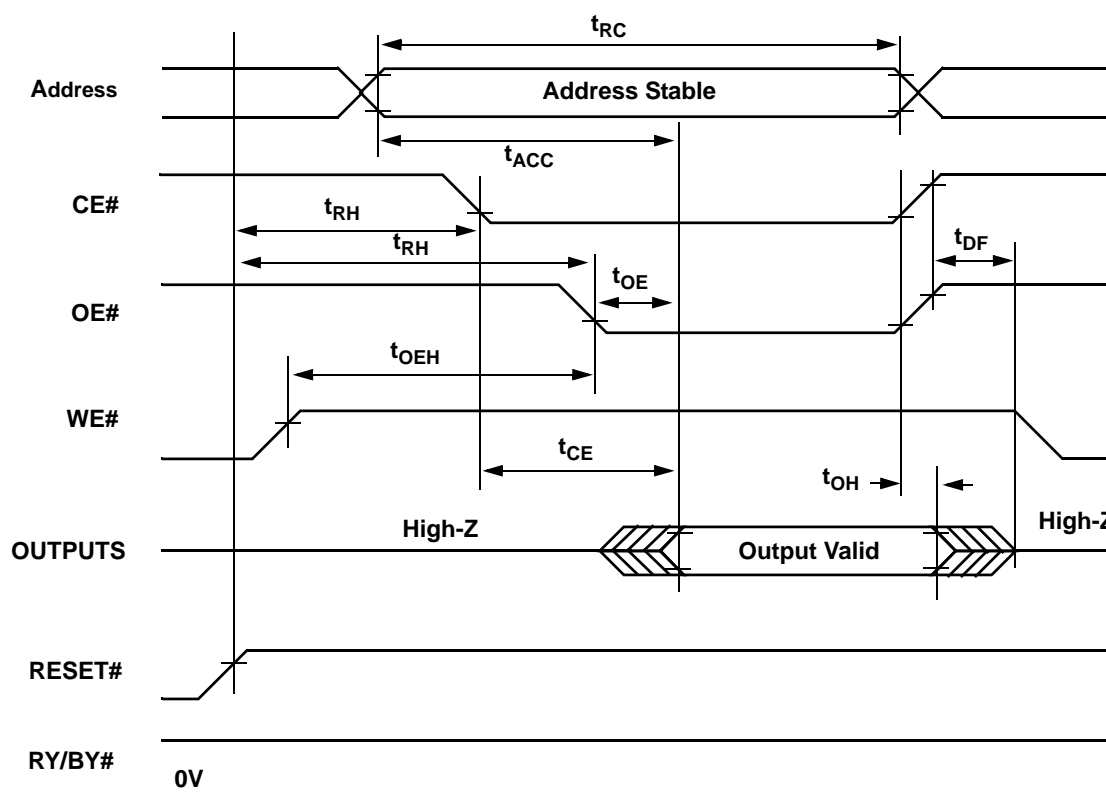 tRC
Address
Address Stable
tACC
CE#
tRH
tRH
tDF
tOE
OE#
tOEH
WE#
tCE
tOH
High-Z
High-Z
OUTPUTS
Output Valid
RESET#
RY/BY#
0V